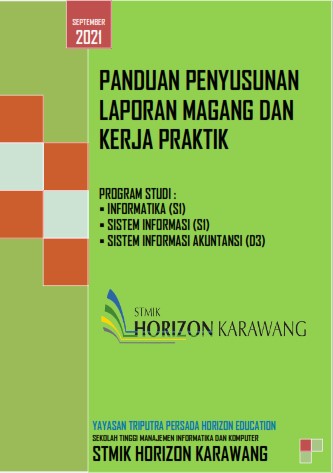 SEPTEMBER
2021
PANDUAN PENYUSUNAN
LAPORAN MAGANG DAN
KERJA PRAKTIK
PROGRAM STUDI :
▪ INFORMATIKA (S1)
▪ SISTEM INFORMASI (S1)
▪ SISTEM INFORMASI AKUNTANSI (D3)
STMIK
HORIZON KARAWANG
YAYASAN TRIPUTRA PERSADA HORIZON EDUCATION
SEKOLAH TINGGI MANAJEMEN INFORMATIKA DAN KOMPUTER
STMIK HORIZON KARAWANG